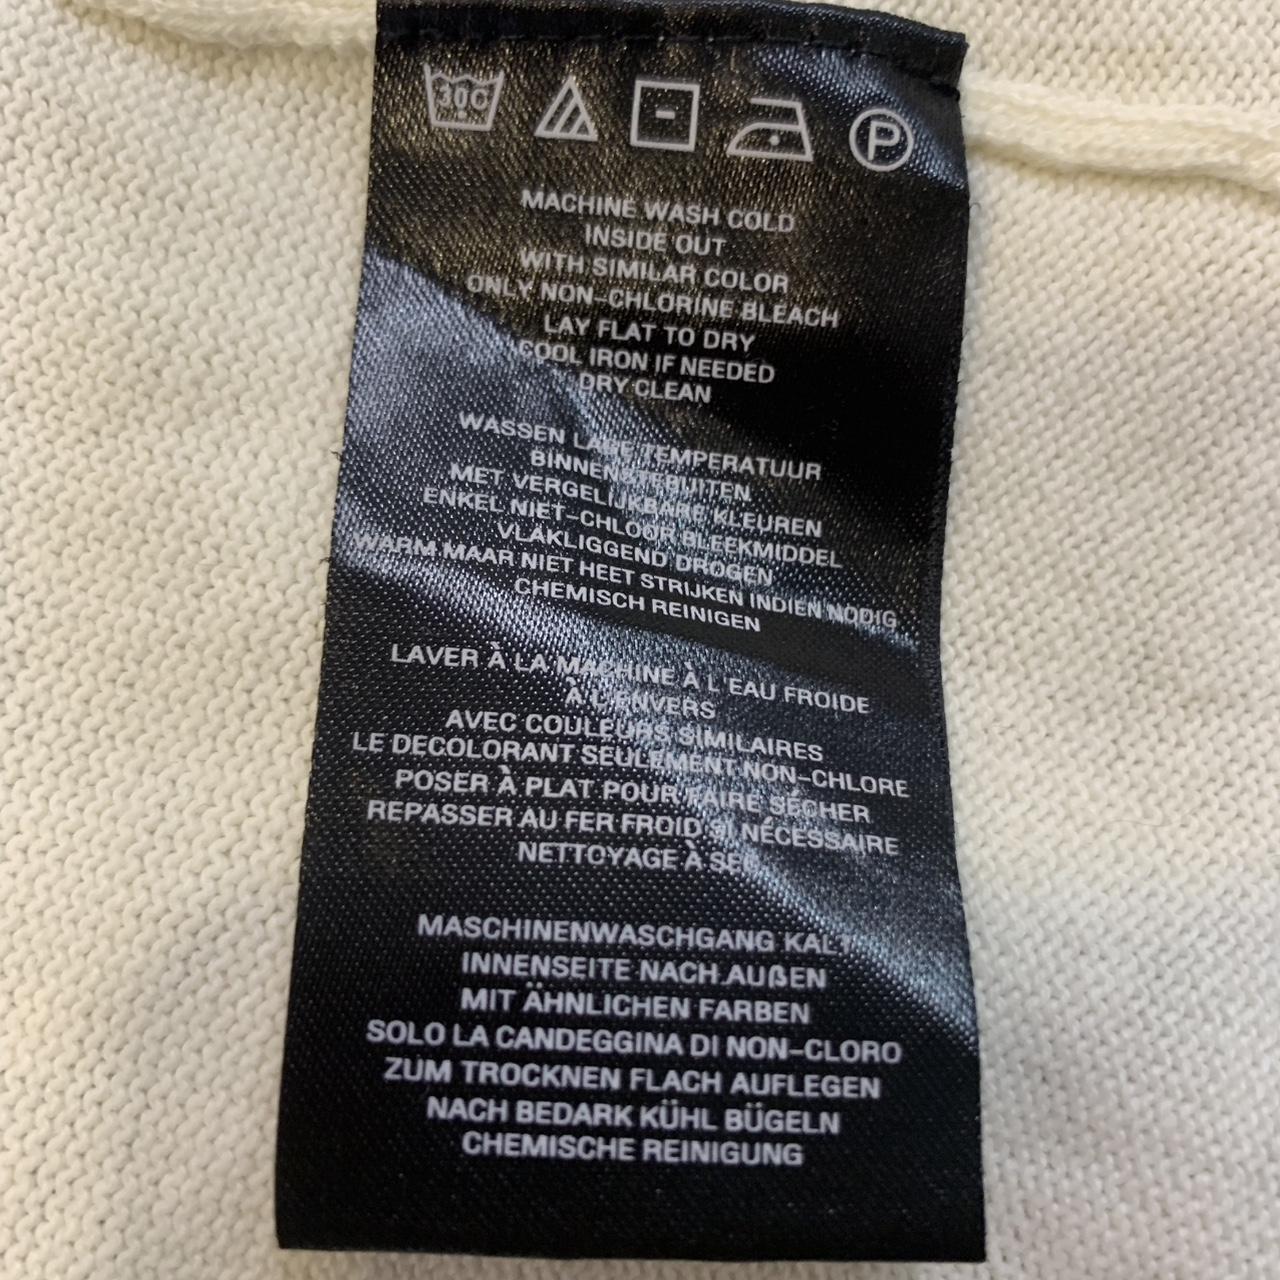 30C
P
MACHINE WASH COLD
INSIDE OUT
WITH SIMILAR COLOR
ONLY NON-CHLORINE BLEACH
LAY FLAT TO DRY
COOL IRON IF NEEDED
DRY CLEAN
WASSEN LAGE TEMPERATUUR
BINNENSTEBUITEN
MET VERGELIJKBARE KLEUREN
ENKEL NIET-CHLOOR BLEEKMIDDEL
VLAKLIGGEND DROGEN
WARM MAAR NIET HEET STRIJKEN INDIEN NODIG
CHEMISCH REINIGEN
LAVER À LA MACHINE À L'EAU FROIDE
À L'ENVERS
AVEC COULEURS SIMILAIRES
LE DECOLORANT SEULEMENT NON-CHLORE
POSER À PLAT POUR FAIRE SÉCHER
REPASSER AU FER FROID SI NÉCESSAIRE
NETTOYAGE À SEC
MASCHINENWASCHGANG KALT
INNENSEITE NACH AUßEN
MIT ÄHNLICHEN FARBEN
SOLO LA CANDEGGINA DI NON-CLORO
ZUM TROCKNEN FLACH AUFLEGEN
NACH BEDARK KÜHL BÜGELN
CHEMISCHE REINIGUNG